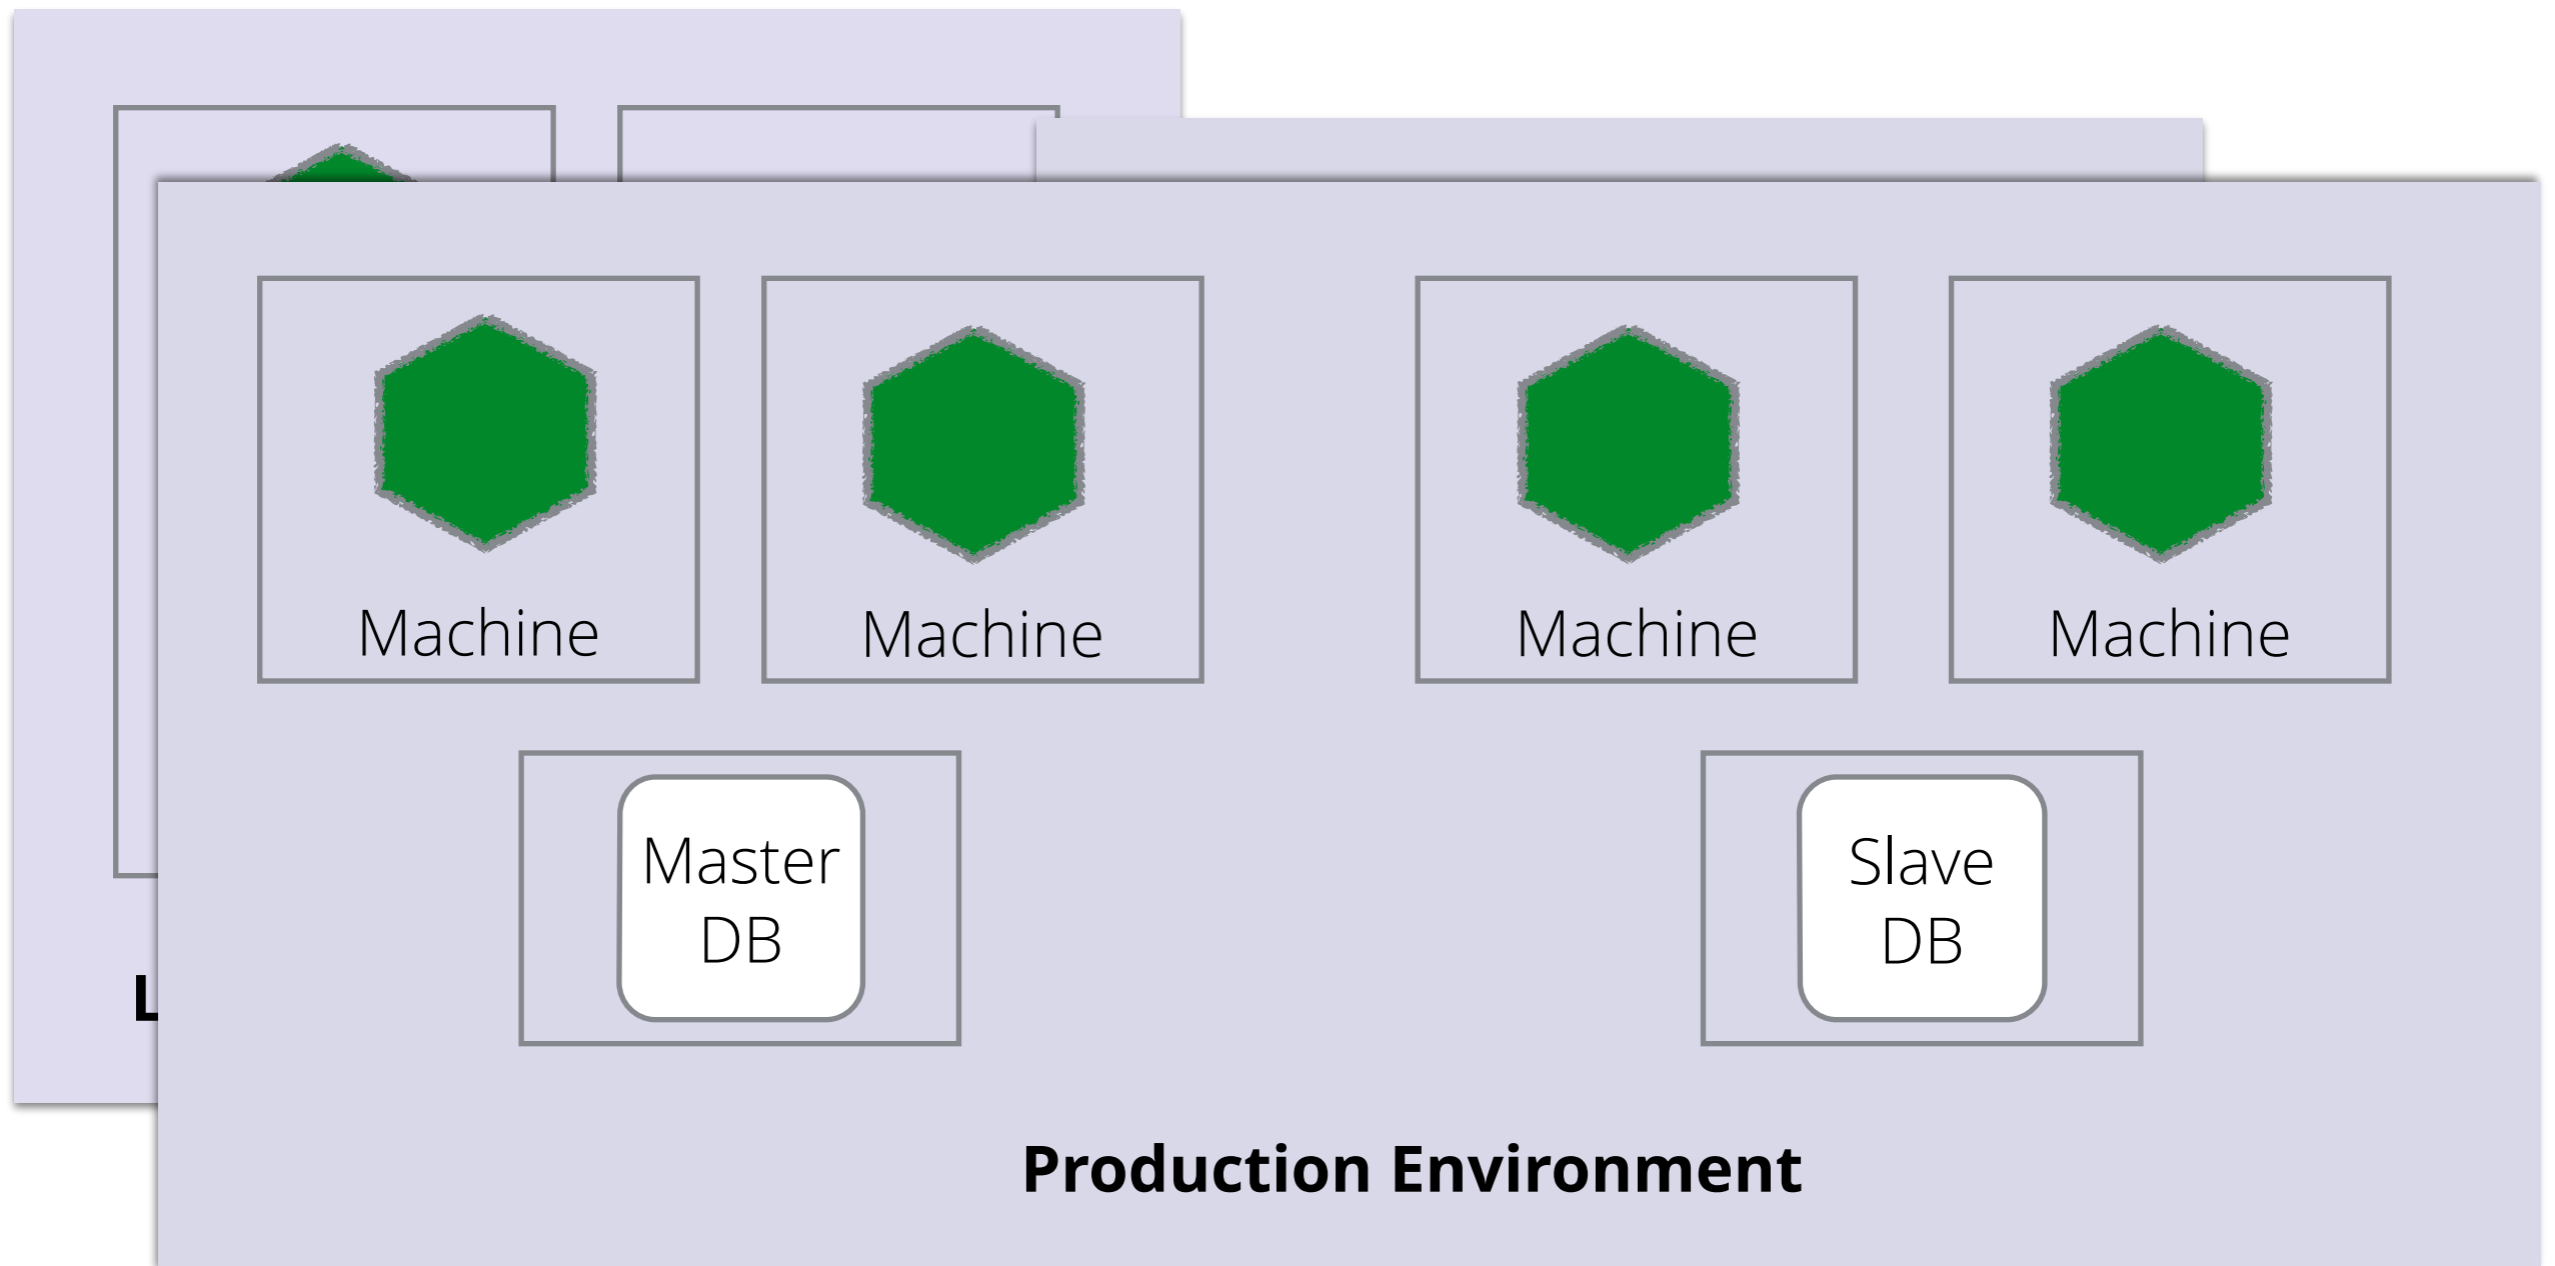 Machine
Machine
Machine
Machine
Master
DB
Slave
DB
Production Environment